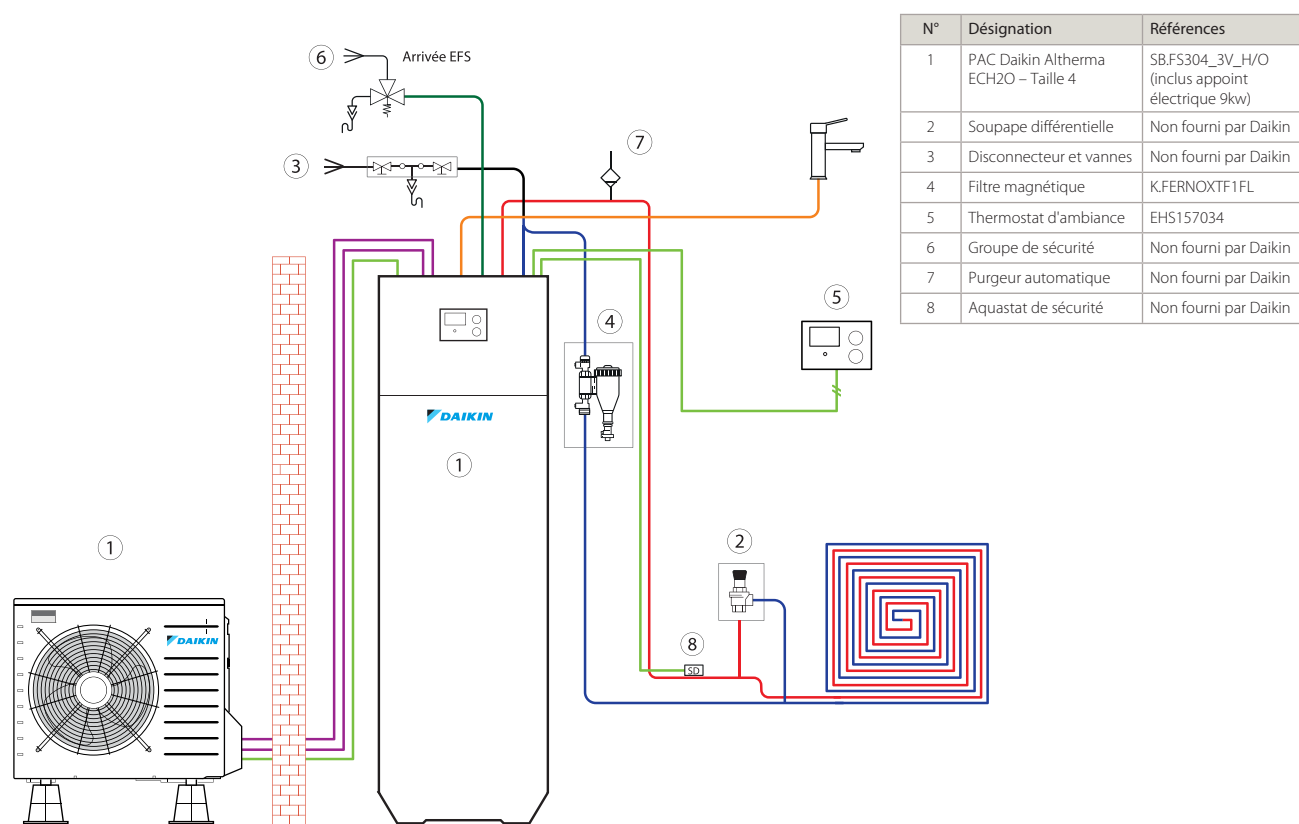 N° Désignation Références
1 PAC Daikin Altherma ECH2O – Taille 4 SB.FS304_3V_H/O (inclus appoint électrique 9kw)
2 Soupape différentielle Non fourni par Daikin
3 Disconnecteur et vannes Non fourni par Daikin
4 Filtre magnétique K.FERNOXTF1FL
5 Thermostat d'ambiance EHS157034
6 Groupe de sécurité Non fourni par Daikin
7 Purgeur automatique Non fourni par Daikin
8 Aquastat de sécurité Non fourni par Daikin
6 Arrivée EFS
7
3
5
4
DAIKIN
1
2
1
8
SD
DAIKIN